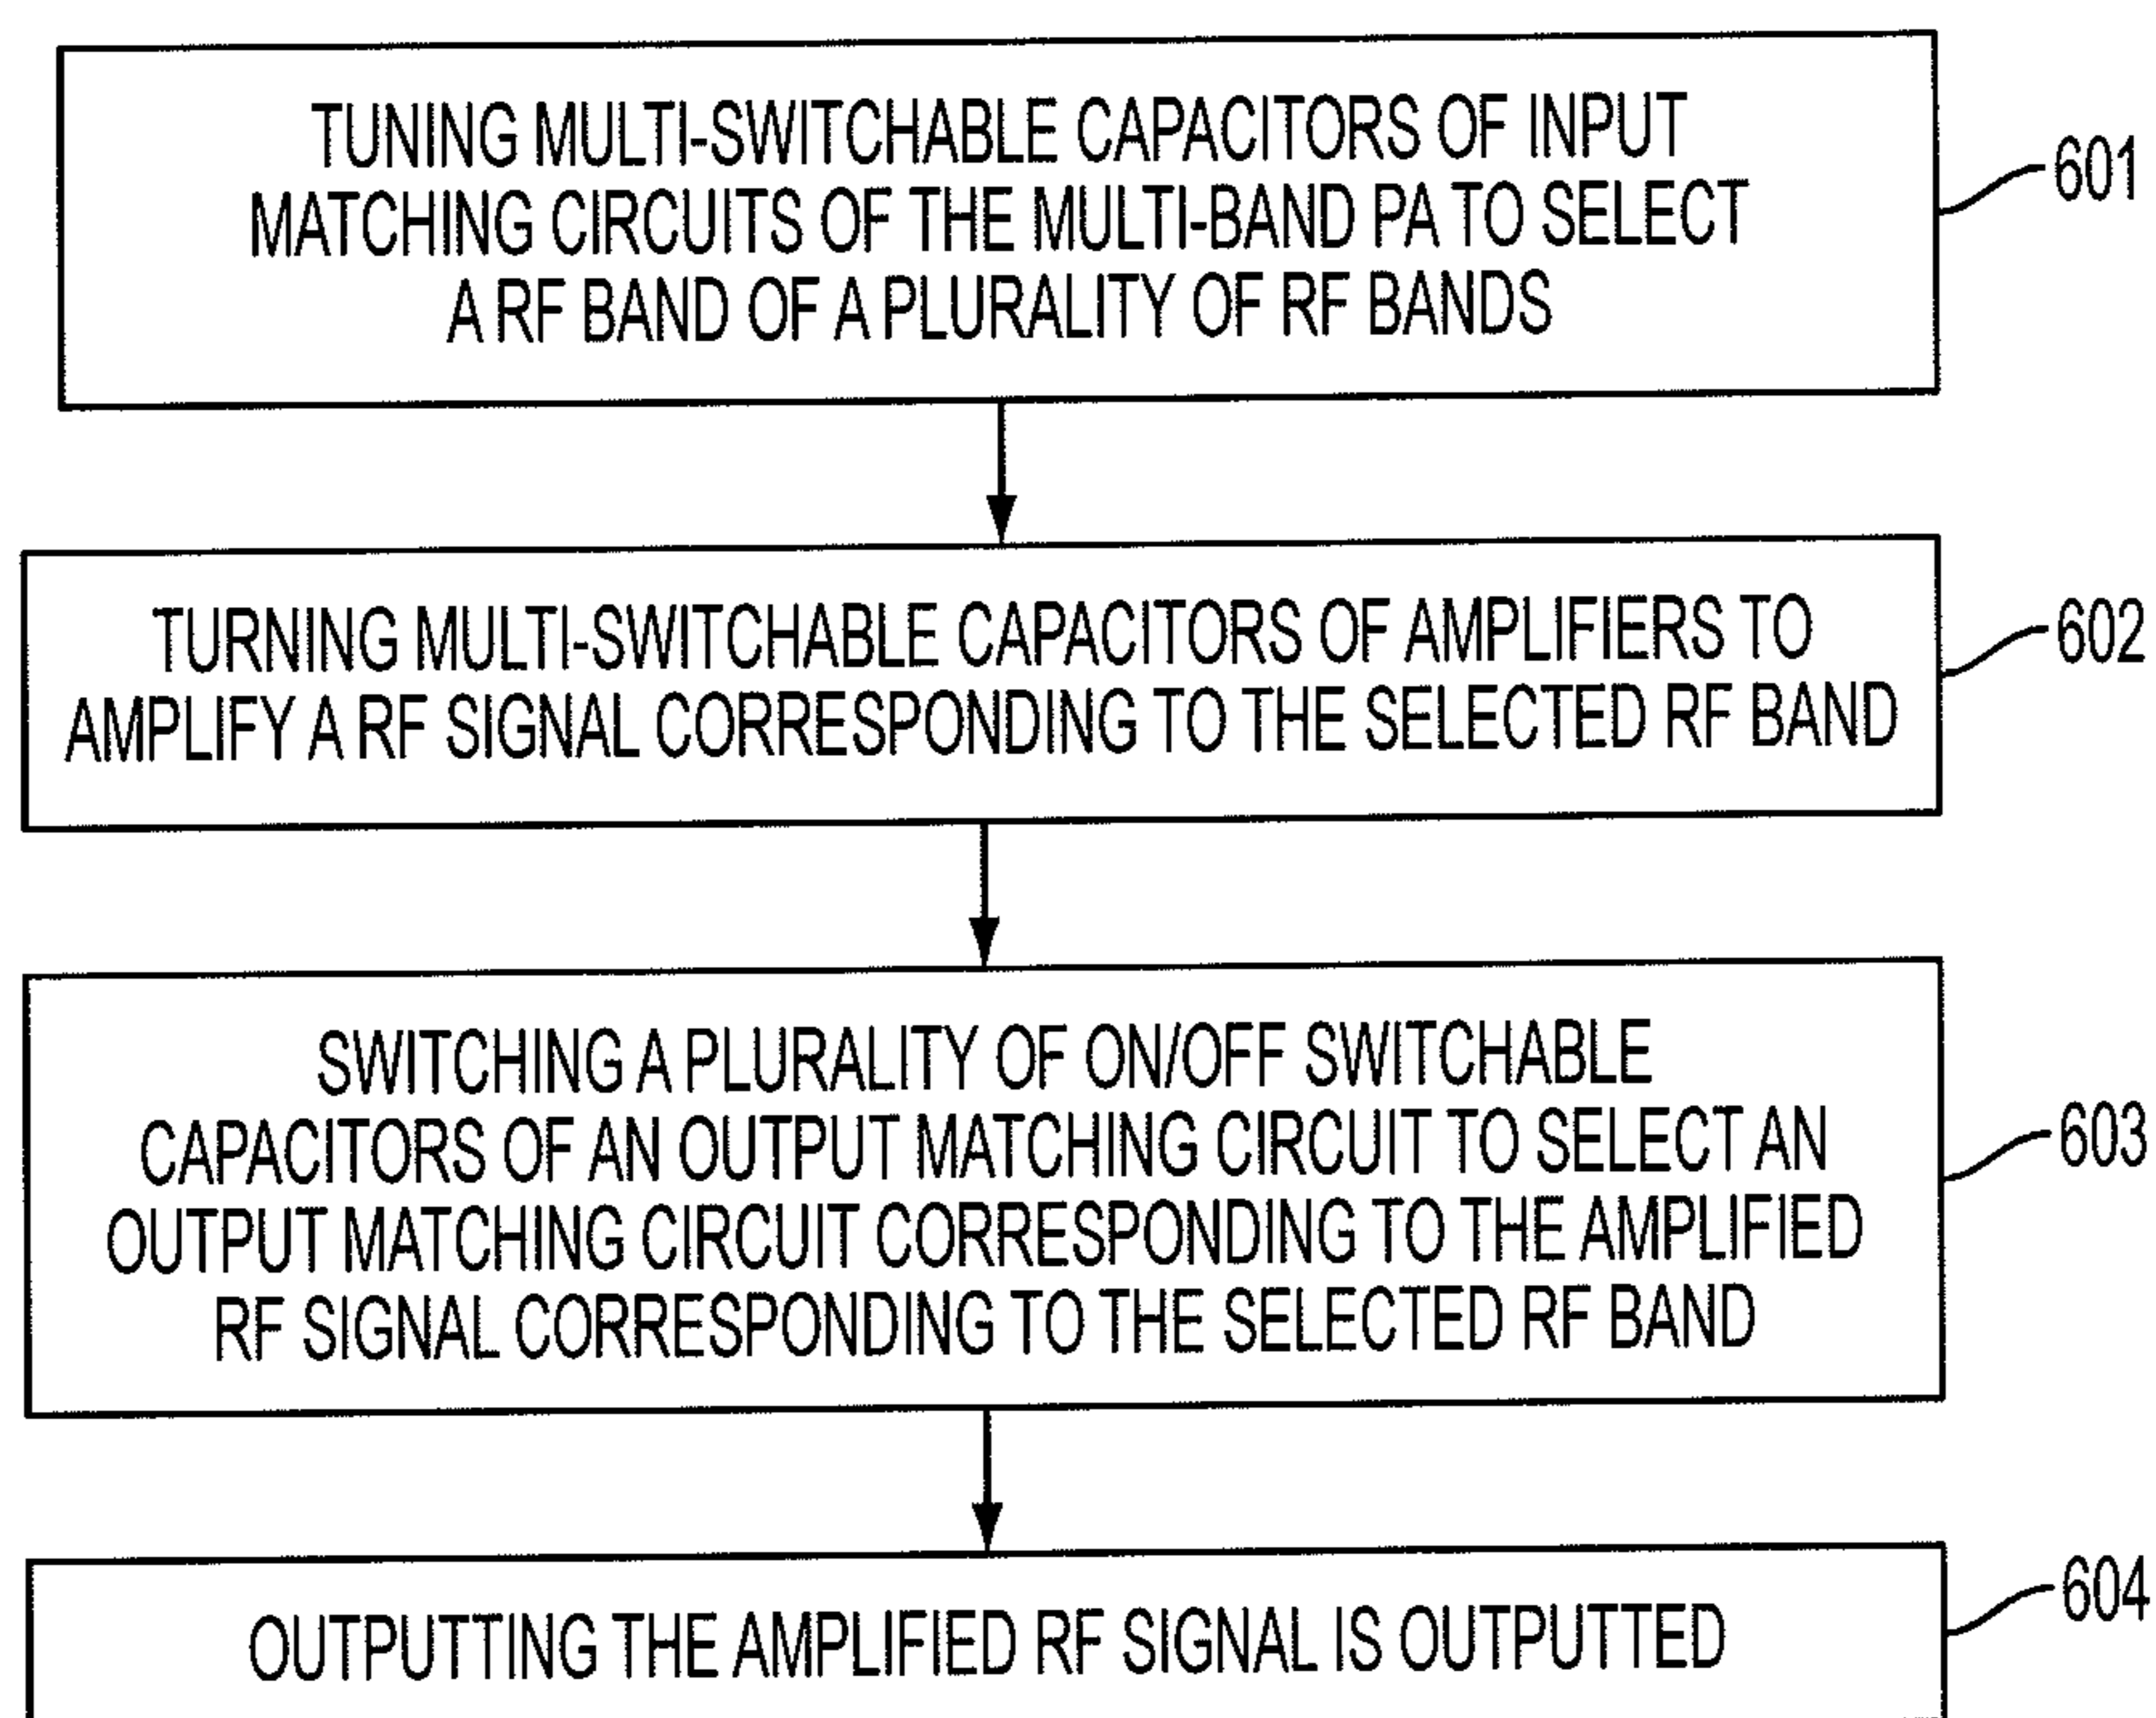 TUNING MULTI-SWITCHABLE CAPACITORS OF INPUT
MATCHING CIRCUITS OF THE MULTI-BAND PA TO SELECT
A RF BAND OF A PLURALITY OF RF BANDS
601
TURNING MULTI-SWITCHABLE CAPACITORS OF AMPLIFIERS TO
AMPLIFY A RF SIGNAL CORRESPONDING TO THE SELECTED RF BAND
602
SWITCHING A PLURALITY OF ON/OFF SWITCHABLE
CAPACITORS OF AN OUTPUT MATCHING CIRCUIT TO SELECT AN
OUTPUT MATCHING CIRCUIT CORRESPONDING TO THE AMPLIFIED
RF SIGNAL CORRESPONDING TO THE SELECTED RF BAND
603
OUTPUTTING THE AMPLIFIED RF SIGNAL IS OUTPUTTED
604